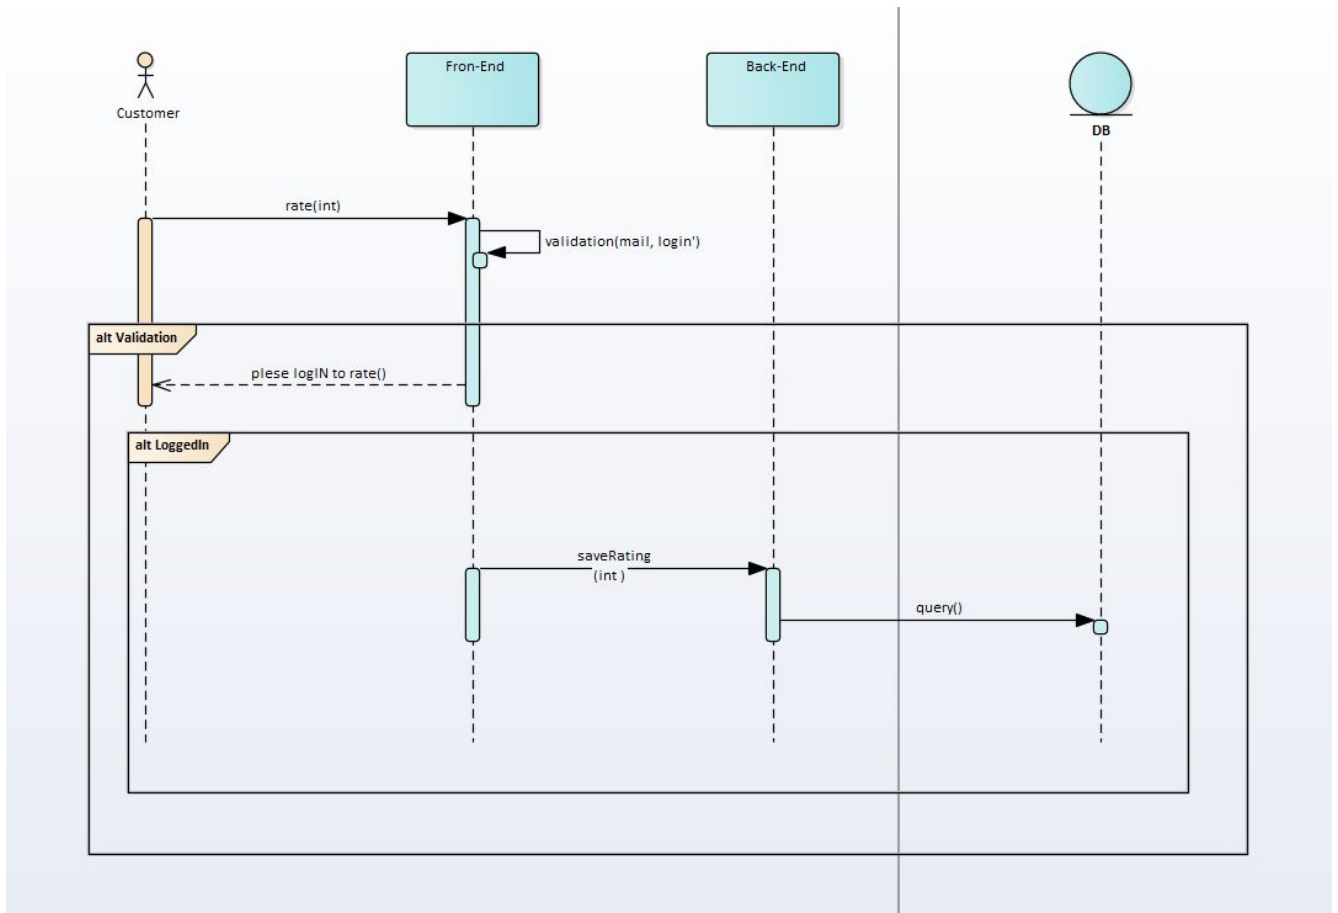 Customer
Fron-End
Back-End
DB
rate(int)
validation(mail, login')
alt Validation
plese logIN to rate()
alt LoggedIn
saveRating
(int )
query()